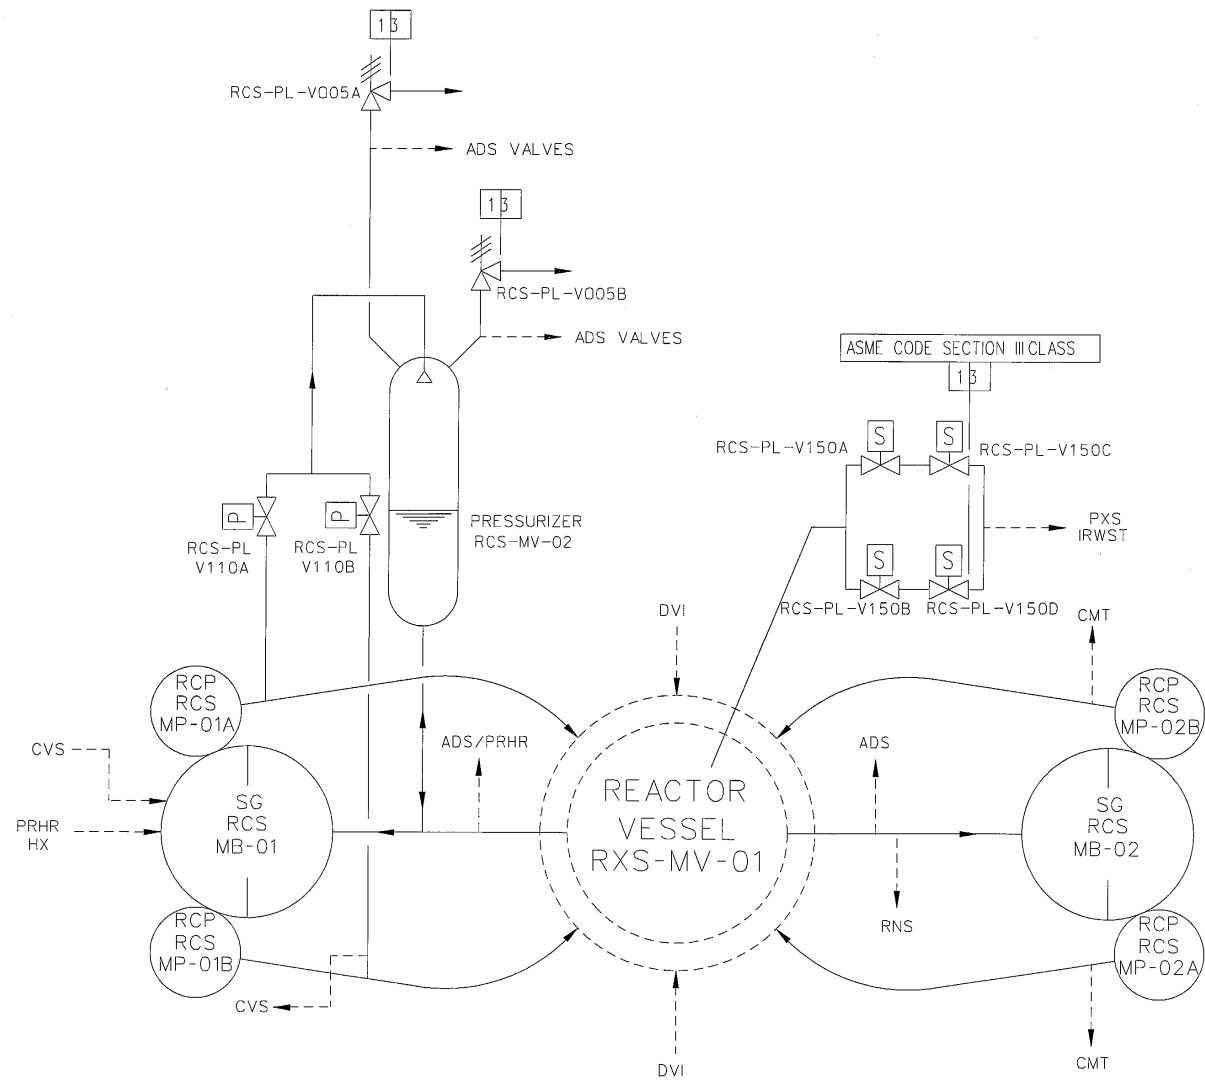 13
RCS-PL-V005A
ADS VALVES
13
RCS-PL-V005B
ADS VALVES
ASME CODE SECTION III CLASS
13
S
S
RCS-PL-V150A
RCS-PL-V150C
P
P
PRESSURIZER
RCS-MV-02
PXS
IRWST
RCS-PL
V110A
RCS-PL
V110B
S
S
RCS-PL-V150B
RCS-PL-V150D
DVI
CMT
RCP
RCS
MP-01A
RCP
RCS
MP-02B
CVS
ADS/PRHR
ADS
PRHR
HX
SG
RCS
MB-01
REACTOR
VESSEL
RXS-MV-01
SG
RCS
MB-02
RCP
RCS
MP-01B
RNS
RCP
RCS
MP-02A
CVS
DVI
CMT